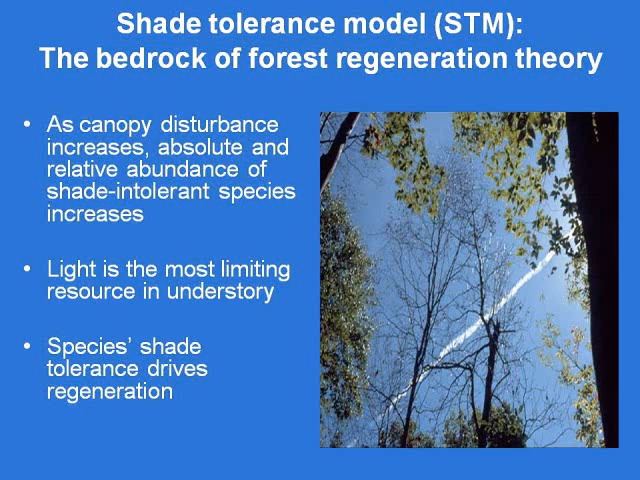 Shade tolerance model (STM):
The bedrock of forest regeneration theory
• As canopy disturbance
increases, absolute and
relative abundance of
shade-intolerant species
increases
• Light is the most limiting
resource in understory
• Species’ shade
tolerance drives
regeneration